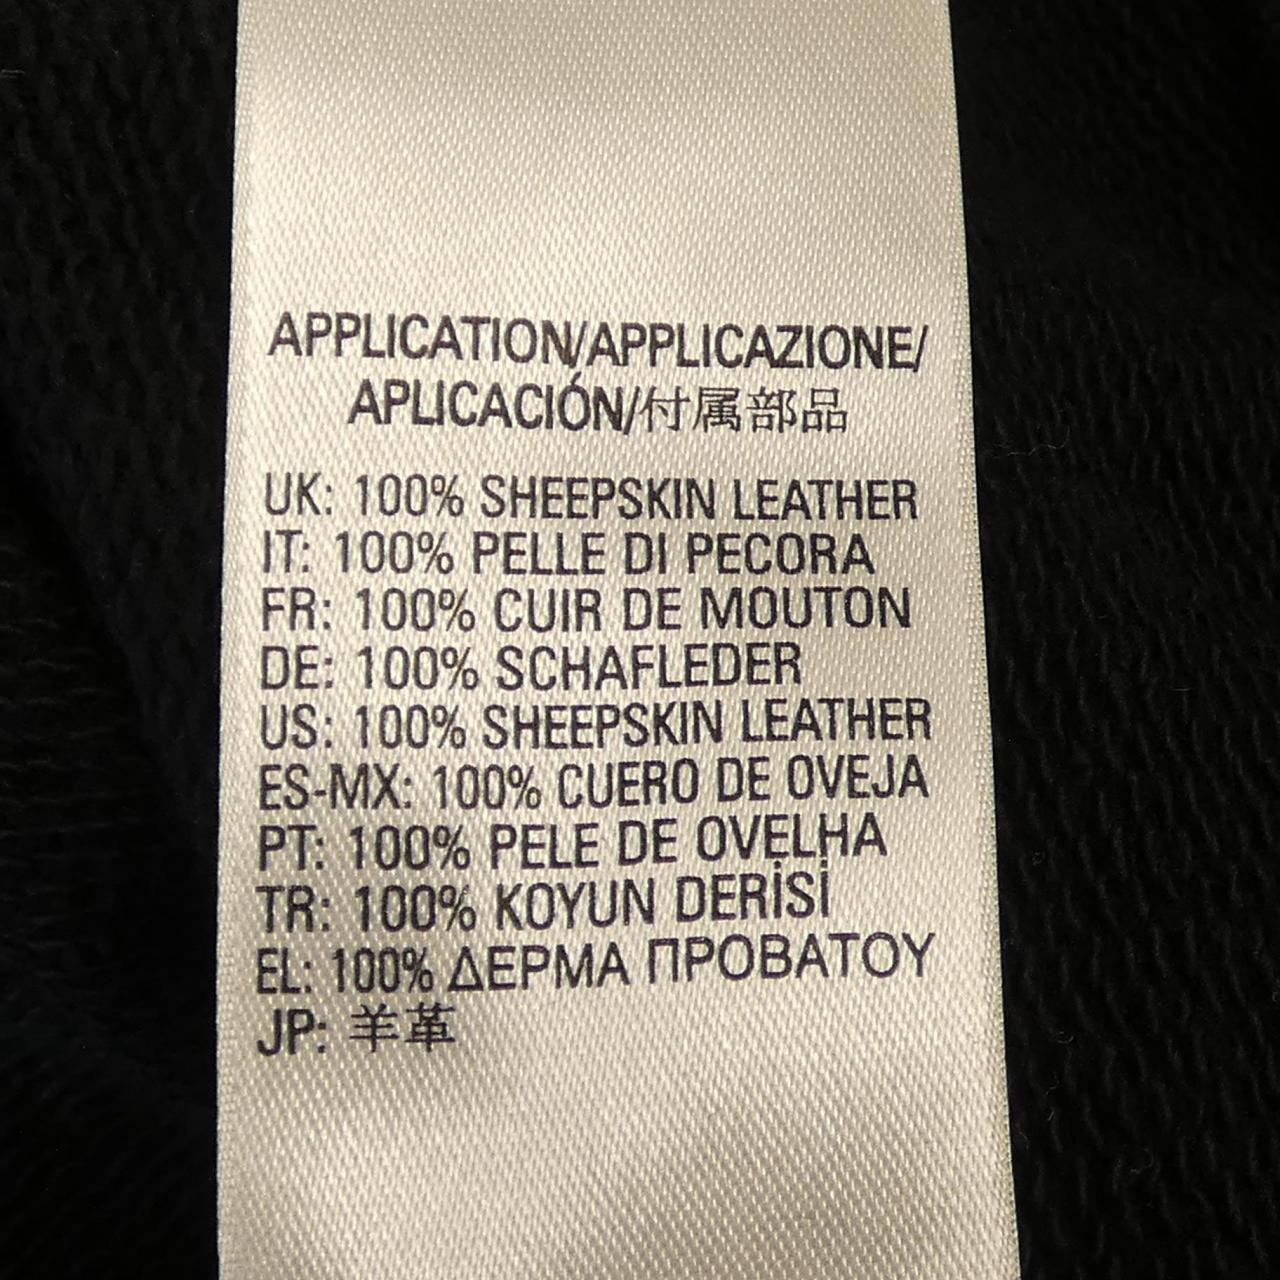 APPLICATION/APPLICAZIONE/
APLICACIÓN/付属部品
UK: 100% SHEEPSKIN LEATHER
IT: 100% PELLE DI PECORA
FR: 100% CUIR DE MOUTON
DE: 100% SCHAFLEDER
US: 100% SHEEPSKIN LEATHER
ES-MX: 100% CUERO DE OVEJA
PT: 100% PELE DE OVELHA
TR: 100% KOYUN DERİSİ
EL: 100% ΔΕΡΜΑ ΠΡΟΒΑΤΟΥ
JP: 羊革